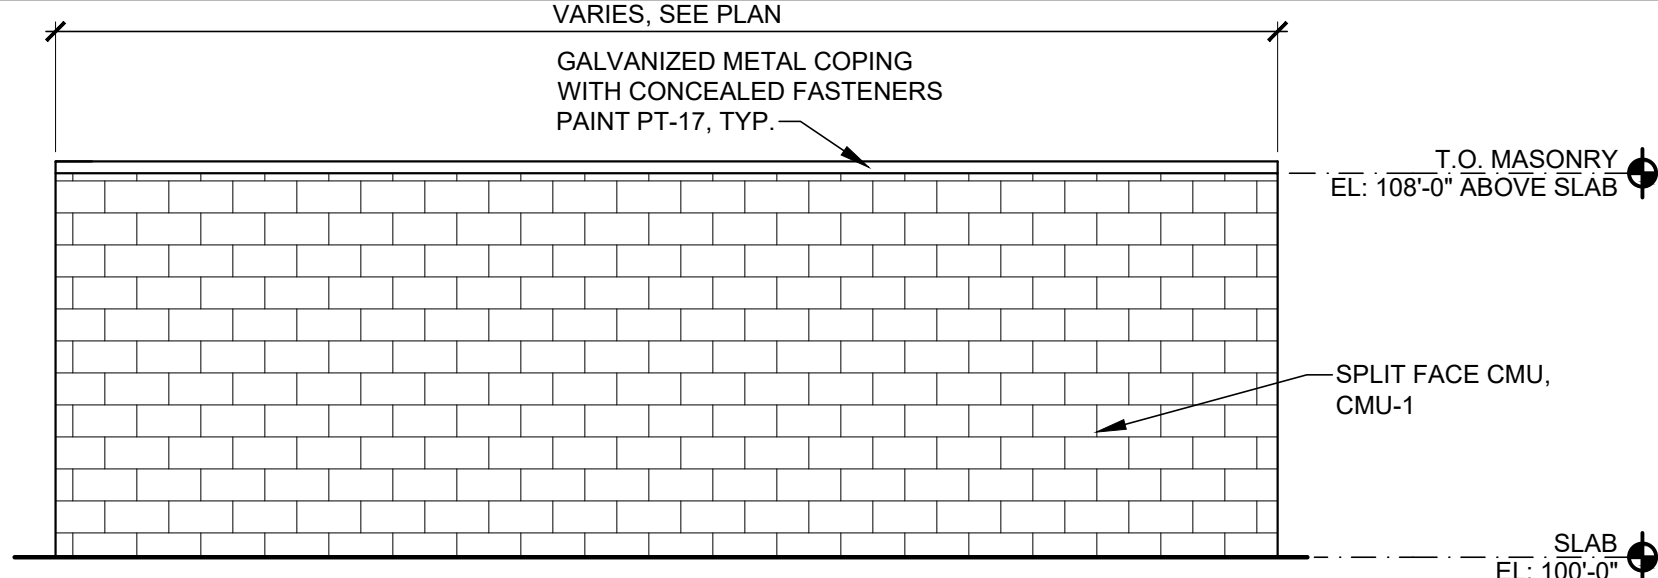 VARIES, SEE PLAN
GALVANIZED METAL COPING
WITH CONCEALED FASTENERS
PAINT PT-17, TYP.
T.O. MASONRY
EL: 108'-0" ABOVE SLAB
SPLIT FACE CMU,
CMU-1
SLAB
EL: 100'-0"